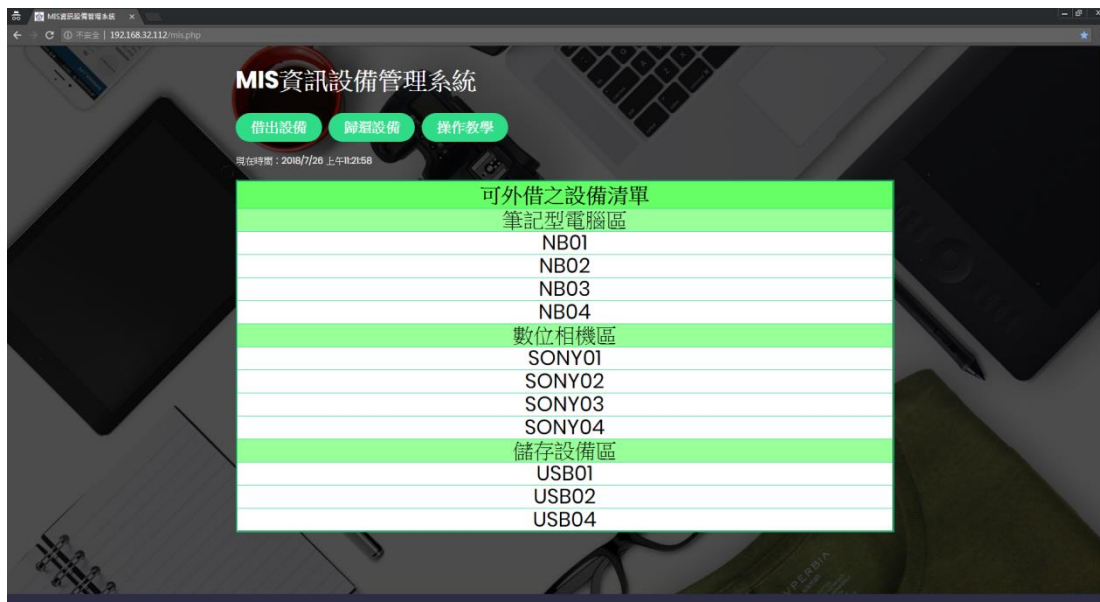 MIS資訊設備管理系統
不安全 | 192.168.32.112/mis.php
MIS資訊設備管理系統
借出設備 歸還設備 操作教學
現在時間：2018/7/26 上午11:21:58
可外借之設備清單
筆記型電腦區
NB01
NB02
NB03
NB04
數位相機區
SONY01
SONY02
SONY03
SONY04
儲存設備區
USB01
USB02
USB04